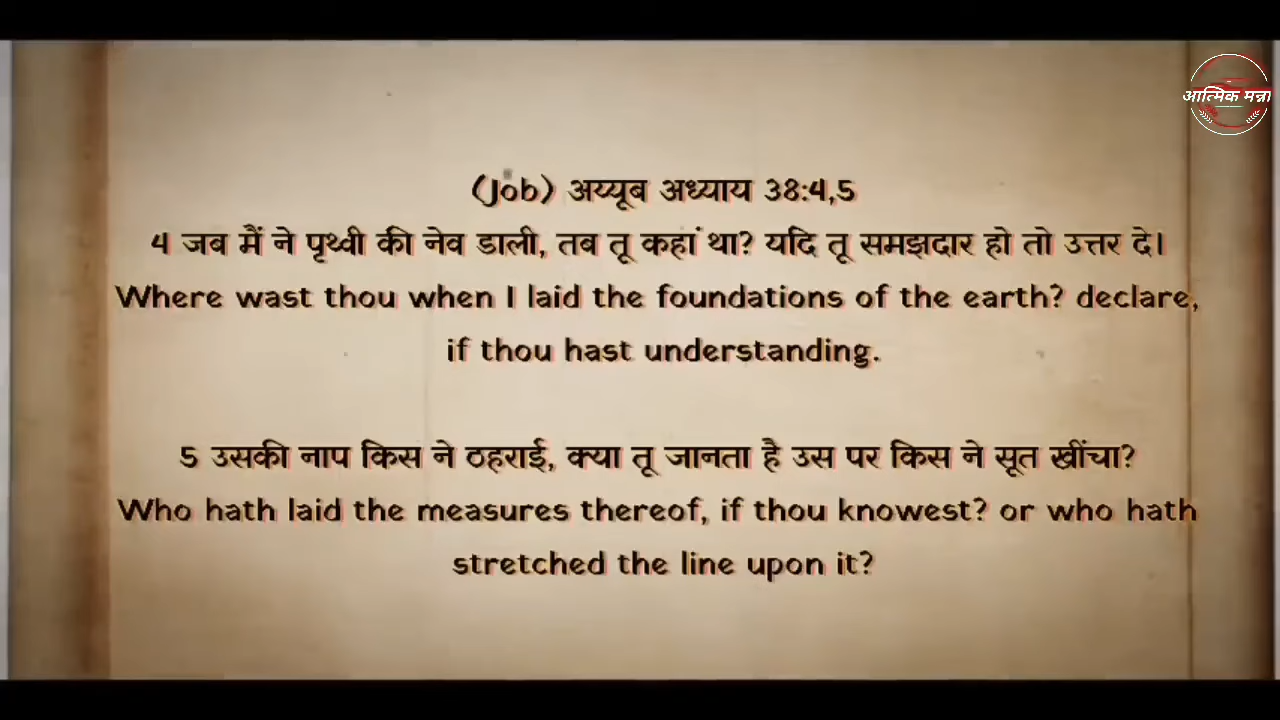 आत्मिक मन्ना
(Job) अय्यूब अध्याय 38:4,5
4 जब मैं ने पृथ्वी की नेव डाली, तब तू कहां था? यदि तू समझदार हो तो उत्तर दे।
Where wast thou when I laid the foundations of the earth? declare,
if thou hast understanding.
5 उसकी नाप किस ने ठहराई, क्या तू जानता है उस पर किस ने सूत खींचा?
Who hath laid the measures thereof, if thou knowest? or who hath
stretched the line upon it?